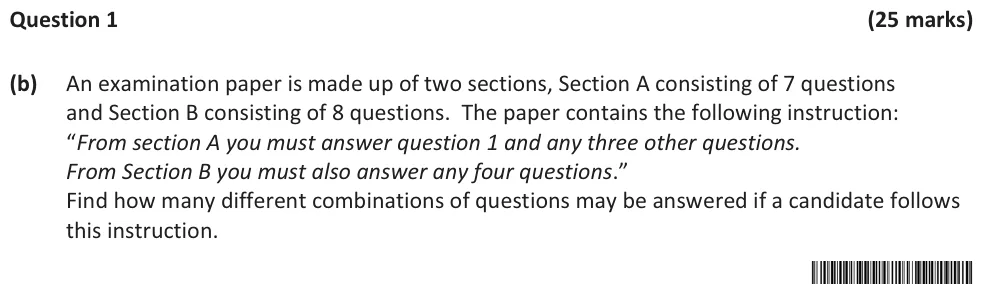 Question 1 (25 marks)
(b) An examination paper is made up of two sections, Section A consisting of 7 questions
and Section B consisting of 8 questions. The paper contains the following instruction:
“From section A you must answer question 1 and any three other questions.
From Section B you must also answer any four questions.”
Find how many different combinations of questions may be answered if a candidate follows
this instruction.